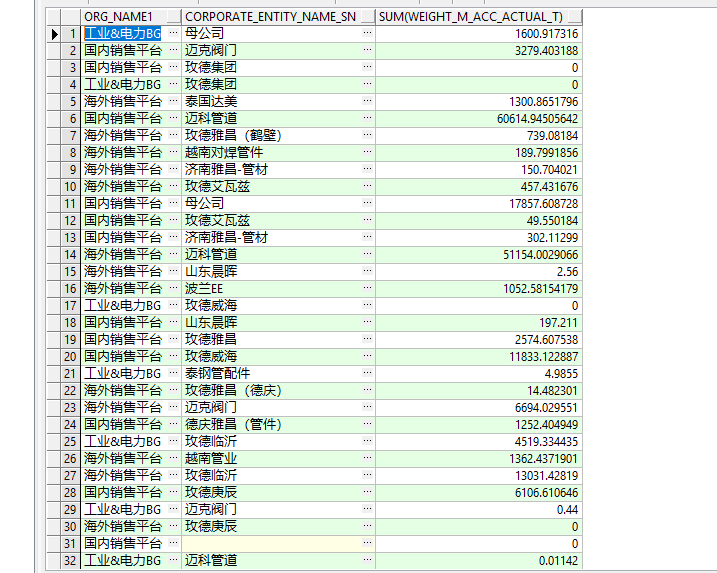 ORG_NAME1 CORPORATE_ENTITY_NAME_SN SUM(WEIGHT_M_ACC_ACTUAL_T)
1 工业&电力BG ··· 母公司 ··· 1600.917316
2 国内销售平台 ··· 迈克阀门 ··· 3279.403188
3 国内销售平台 ··· 玫德集团 ··· 0
4 工业&电力BG ··· 玫德集团 ··· 0
5 海外销售平台 ··· 泰国达美 ··· 1300.8651796
6 国内销售平台 ··· 迈科管道 ··· 60614.94505642
7 海外销售平台 ··· 玫德雅昌（鹤壁） ··· 739.08184
8 海外销售平台 ··· 越南对焊管件 ··· 189.7991856
9 海外销售平台 ··· 济南雅昌-管材 ··· 150.704021
10 海外销售平台 ··· 玫德艾瓦兹 ··· 457.431676
11 国内销售平台 ··· 母公司 ··· 17857.608728
12 国内销售平台 ··· 玫德艾瓦兹 ··· 49.550184
13 国内销售平台 ··· 济南雅昌-管材 ··· 302.11299
14 海外销售平台 ··· 迈科管道 ··· 51154.0029066
15 海外销售平台 ··· 山东晨晖 ··· 2.56
16 海外销售平台 ··· 波兰EE ··· 1052.58154179
17 工业&电力BG ··· 玫德威海 ··· 0
18 国内销售平台 ··· 山东晨晖 ··· 197.211
19 国内销售平台 ··· 玫德雅昌 ··· 2574.607538
20 国内销售平台 ··· 玫德威海 ··· 11833.122887
21 工业&电力BG ··· 泰钢管配件 ··· 4.9855
22 海外销售平台 ··· 玫德雅昌（德庆） ··· 14.482301
23 海外销售平台 ··· 迈克阀门 ··· 6694.029551
24 国内销售平台 ··· 德庆雅昌（管件） ··· 1252.404949
25 工业&电力BG ··· 玫德临沂 ··· 4519.334435
26 海外销售平台 ··· 越南管业 ··· 1362.4371901
27 海外销售平台 ··· 玫德临沂 ··· 13031.42819
28 国内销售平台 ··· 玫德庚辰 ··· 6106.610646
29 工业&电力BG ··· 迈克阀门 ··· 0.44
30 海外销售平台 ··· 玫德庚辰 ··· 0
31 国内销售平台 ··· ··· 0
32 工业&电力BG ··· 迈科管道 ··· 0.01142